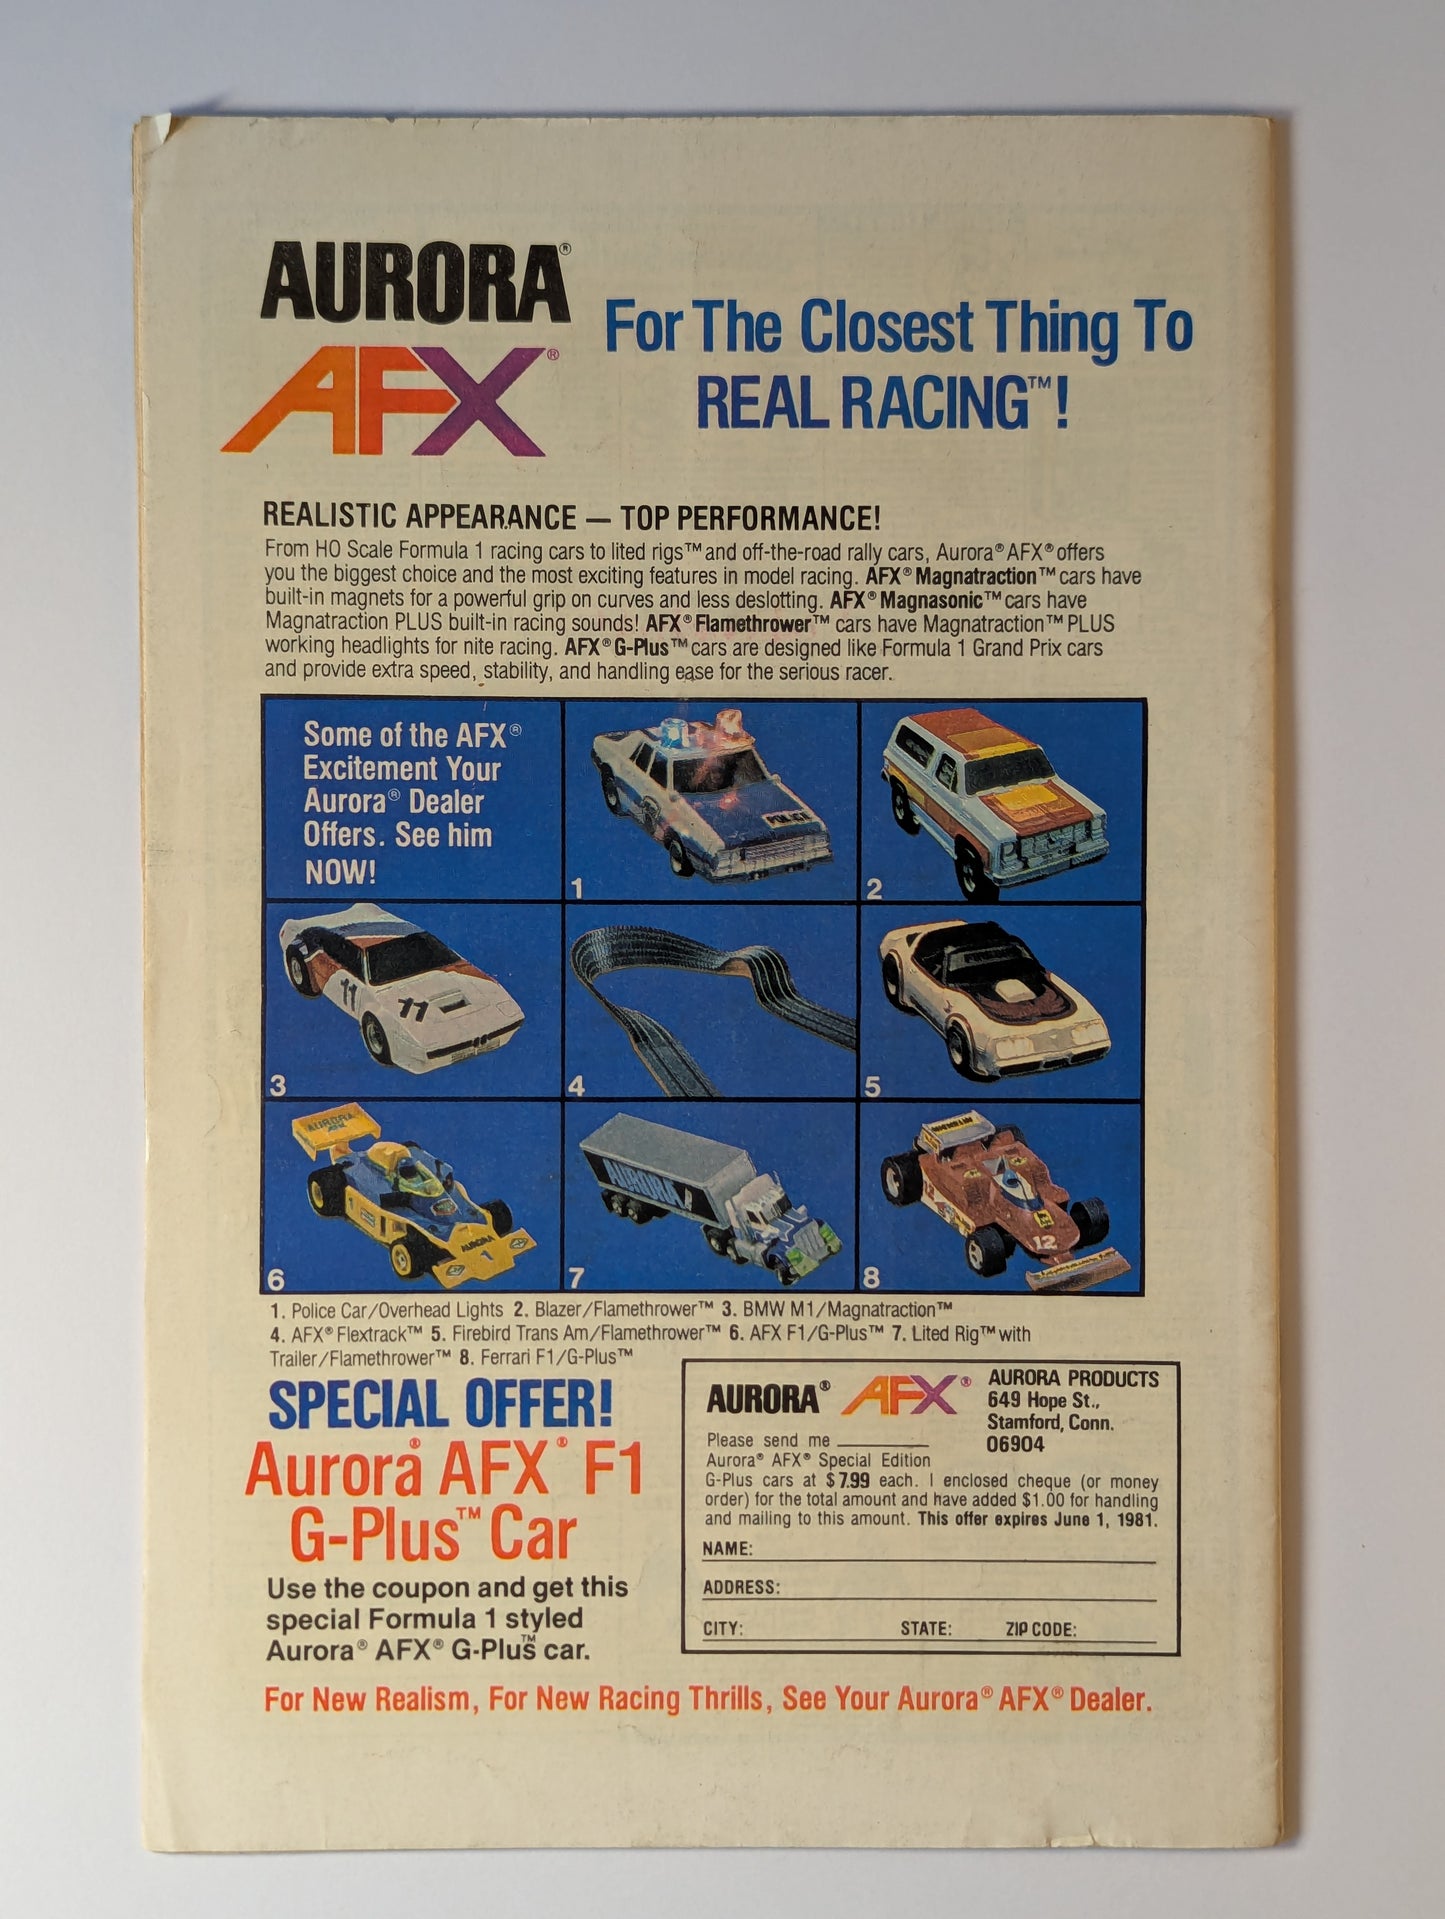 AURORA®
AFX®
For The Closest Thing To
REAL RACING™!
REALISTIC APPEARANCE — TOP PERFORMANCE!
From HO Scale Formula 1 racing cars to lited rigs™ and off-the-road rally cars, Aurora® AFX® offers
you the biggest choice and the most exciting features in model racing. AFX® Magnatraction™ cars have
built-in magnets for a powerful grip on curves and less deslotting. AFX® Magnasonic™ cars have
Magnatraction PLUS built-in racing sounds! AFX® Flamethrower™ cars have Magnatraction™ PLUS
working headlights for nite racing. AFX® G-Plus™ cars are designed like Formula 1 Grand Prix cars
and provide extra speed, stability, and handling ease for the serious racer.
Some of the AFX®
Excitement Your
Aurora® Dealer
Offers. See him
NOW!
POLICE
1
2
11
11
3
4
5
AURORA
AFX
AURORA
1
6
AURORA
7
12
12
8
1. Police Car/Overhead Lights 2. Blazer/Flamethrower™ 3. BMW M1/Magnatraction™
4. AFX® Flextrack™ 5. Firebird Trans Am/Flamethrower™ 6. AFX F1/G-Plus™ 7. Lited Rig™ with
Trailer/Flamethrower™ 8. Ferrari F1/G-Plus™
SPECIAL OFFER!
Aurora® AFX® F1
G-Plus™ Car
Use the coupon and get this
special Formula 1 styled
Aurora® AFX® G-Plus™ car.
AURORA® AFX®
AURORA PRODUCTS
649 Hope St.,
Stamford, Conn.
06904
Please send me
Aurora® AFX® Special Edition
G-Plus cars at $7.99 each. I enclosed cheque (or money
order) for the total amount and have added $1.00 for handling
and mailing to this amount. This offer expires June 1, 1981.
NAME:
ADDRESS:
CITY: STATE: ZIP CODE:
For New Realism, For New Racing Thrills, See Your Aurora® AFX® Dealer.